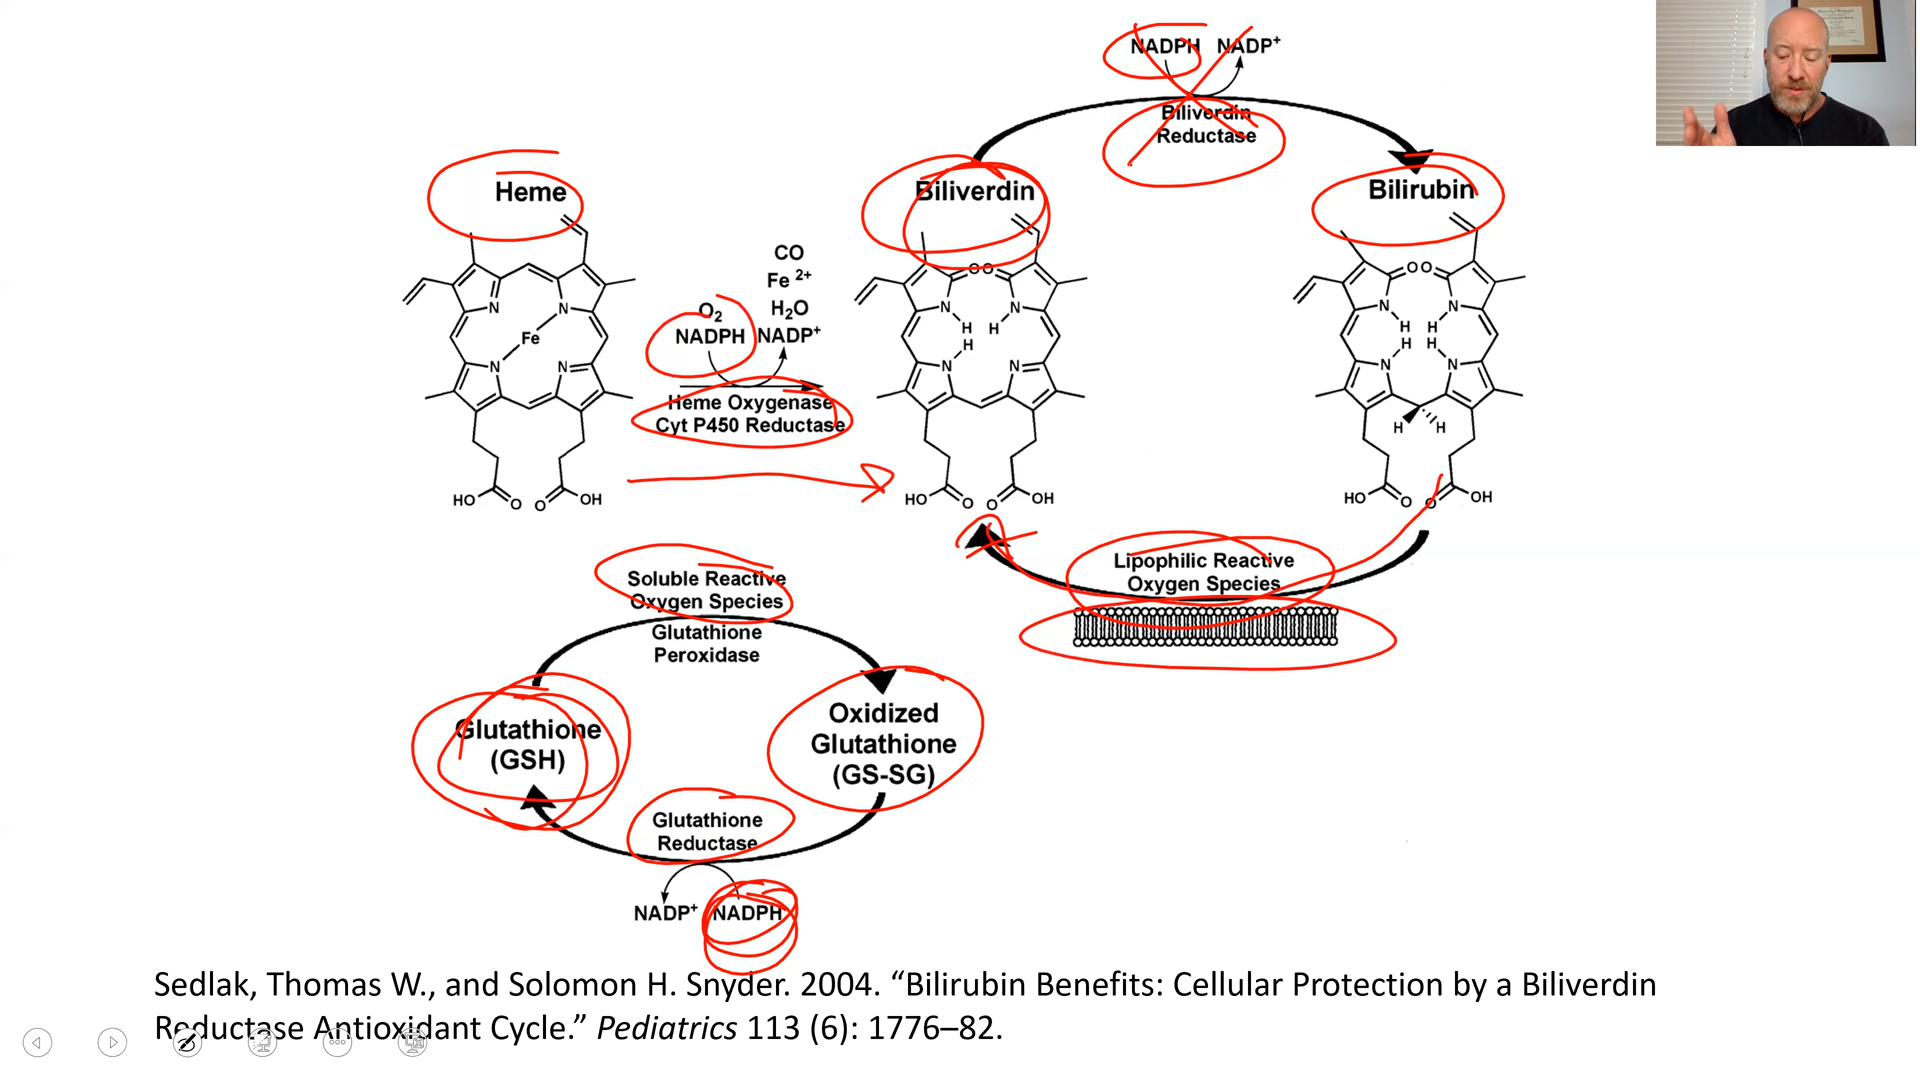 NADPH NADP+
Biliverdin
Reductase
Heme
Biliverdin
Bilirubin
CO
Fe 2+
O2
H2O
NADPH NADP+
Heme Oxygenase
Cyt P450 Reductase
N
N
Fe
N
N
HO
O
O
OH
O
O
N
N
H
H
H
N
N
HO
O
O
OH
O
O
N
N
H
H
H
H
N
N
H
H
HO
O
O
OH
Lipophilic Reactive
Oxygen Species
Soluble Reactive
Oxygen Species
Glutathione
Peroxidase
Glutathione
(GSH)
Oxidized
Glutathione
(GS-SG)
Glutathione
Reductase
NADP+ NADPH
Sedlak, Thomas W., and Solomon H. Snyder. 2004. “Bilirubin Benefits: Cellular Protection by a Biliverdin
Reductase Antioxidant Cycle.” Pediatrics 113 (6): 1776–82.